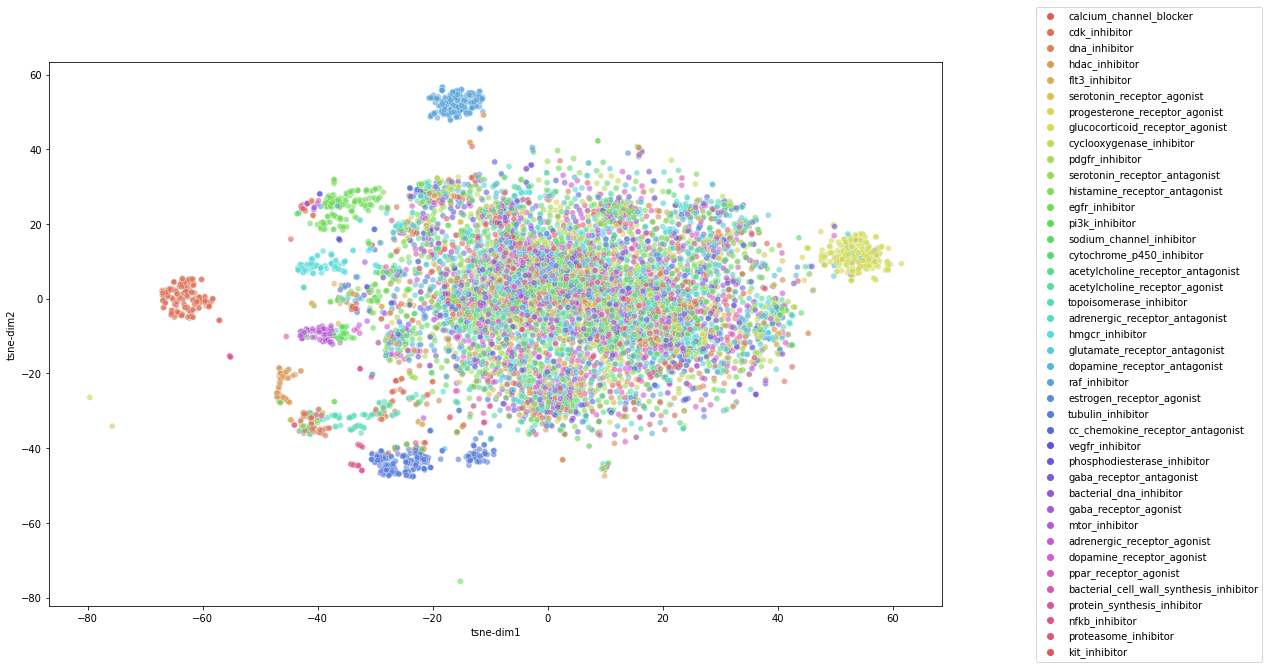 60
40
20
0
−20
−40
−60
−80
tsne-dim2
−80
−60
−40
−20
0
20
40
60
tsne-dim1
calcium_channel_blocker
cdk_inhibitor
dna_inhibitor
hdac_inhibitor
flt3_inhibitor
serotonin_receptor_agonist
progesterone_receptor_agonist
glucocorticoid_receptor_agonist
cyclooxygenase_inhibitor
pdgfr_inhibitor
serotonin_receptor_antagonist
histamine_receptor_antagonist
egfr_inhibitor
pi3k_inhibitor
sodium_channel_inhibitor
cytochrome_p450_inhibitor
acetylcholine_receptor_antagonist
acetylcholine_receptor_agonist
topoisomerase_inhibitor
adrenergic_receptor_antagonist
hmgcr_inhibitor
glutamate_receptor_antagonist
dopamine_receptor_antagonist
raf_inhibitor
estrogen_receptor_agonist
tubulin_inhibitor
cc_chemokine_receptor_antagonist
vegfr_inhibitor
phosphodiesterase_inhibitor
gaba_receptor_antagonist
bacterial_dna_inhibitor
gaba_receptor_agonist
mtor_inhibitor
adrenergic_receptor_agonist
dopamine_receptor_agonist
ppar_receptor_agonist
bacterial_cell_wall_synthesis_inhibitor
protein_synthesis_inhibitor
nfkb_inhibitor
proteasome_inhibitor
kit_inhibitor